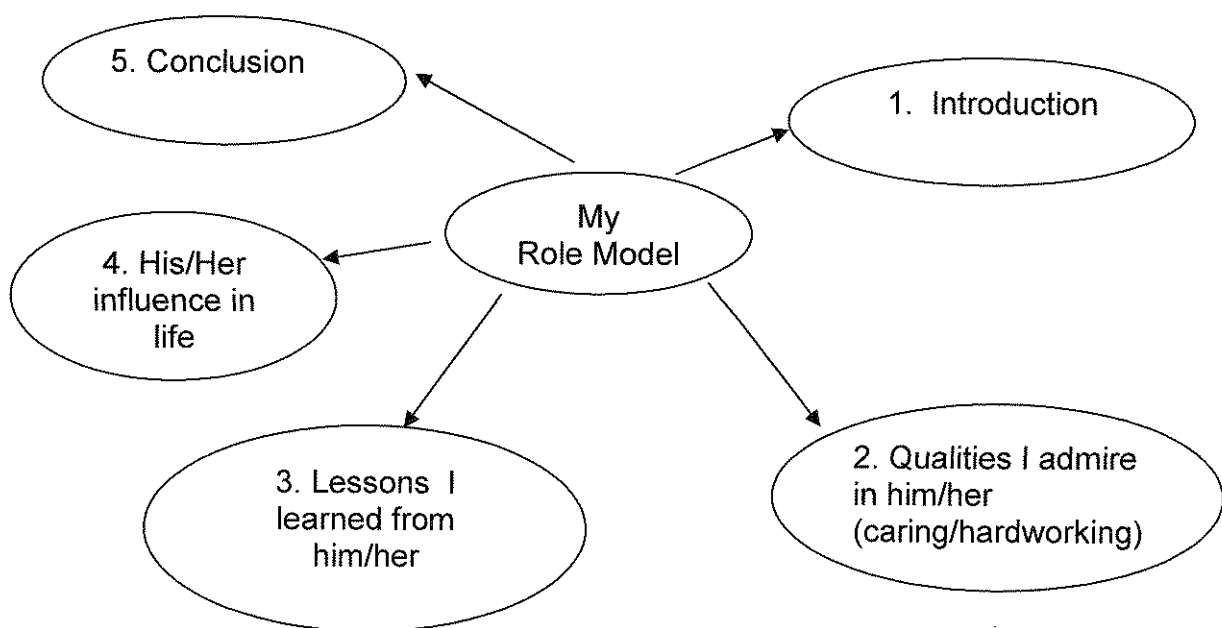 My
Role Model
1. Introduction
2. Qualities I admire
in him/her
(caring/hardworking)
3. Lessons I
learned from
him/her
4. His/Her
influence in
life
5. Conclusion